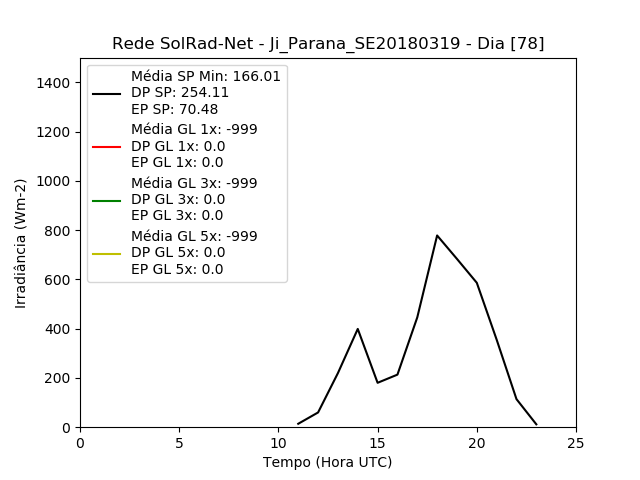 Rede SolRad-Net - Ji_Parana_SE20180319 - Dia [78]
Média SP Min: 166.01
DP SP: 254.11
EP SP: 70.48
Média GL 1x: -999
DP GL 1x: 0.0
EP GL 1x: 0.0
Média GL 3x: -999
DP GL 3x: 0.0
EP GL 3x: 0.0
Média GL 5x: -999
DP GL 5x: 0.0
EP GL 5x: 0.0
Irradiância (Wm-2)
1400
1200
1000
800
600
400
200
0
0 5 10 15 20 25
Tempo (Hora UTC)